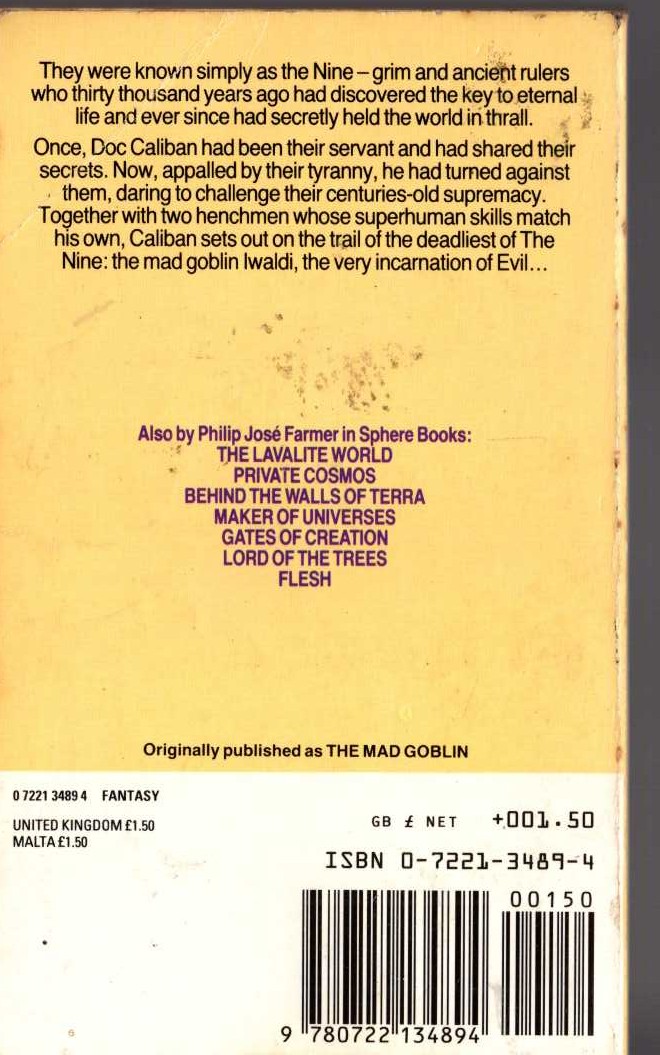 They were known simply as the Nine – grim and ancient rulers
who thirty thousand years ago had discovered the key to eternal
life and ever since had secretly held the world in thrall.
Once, Doc Caliban had been their servant and had shared their
secrets. Now, appalled by their tyranny, he had turned against
them, daring to challenge their centuries-old supremacy.
Together with two henchmen whose superhuman skills match
his own, Caliban sets out on the trail of the deadliest of The
Nine: the mad goblin Iwaldi, the very incarnation of Evil...
Also by Philip José Farmer in Sphere Books:
THE LAVALITE WORLD
PRIVATE COSMOS
BEHIND THE WALLS OF TERRA
MAKER OF UNIVERSES
GATES OF CREATION
LORD OF THE TREES
FLESH
Originally published as THE MAD GOBLIN
0 7221 3489 4 FANTASY
UNITED KINGDOM £1.50
MALTA £1.50
GB £ NET +001.50
ISBN 0-7221-3489-4
00150
9 780722 134894